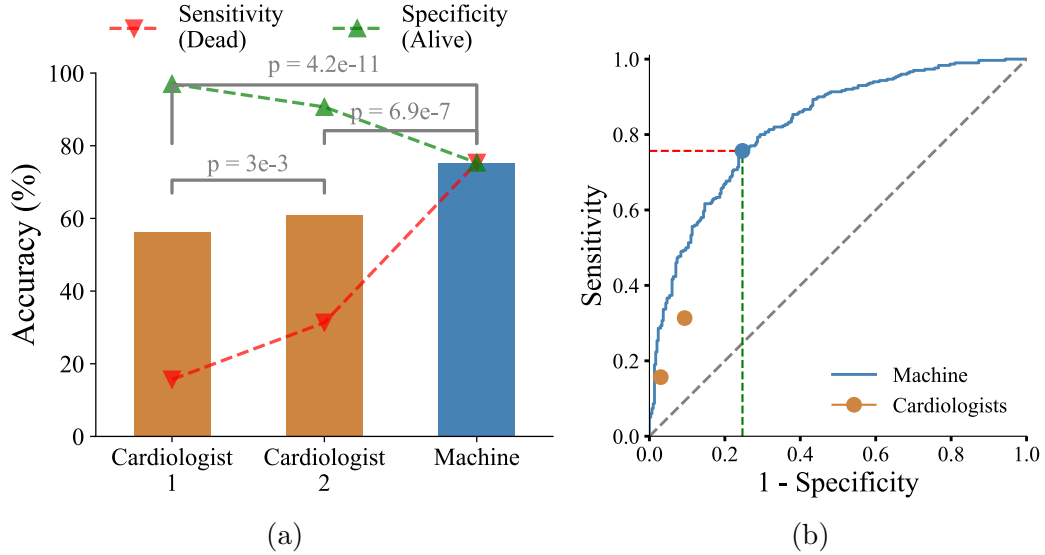 Sensitivity
(Dead)
Specificity
(Alive)
Accuracy (%)
100
80
60
40
20
0
p = 4.2e-11
p = 6.9e-7
p = 3e-3
Cardiologist
1
Cardiologist
2
Machine
(a)
Sensitivity
1.0
0.8
0.6
0.4
0.2
0.0
Machine
Cardiologists
0.0 0.2 0.4 0.6 0.8 1.0
1 - Specificity
(b)